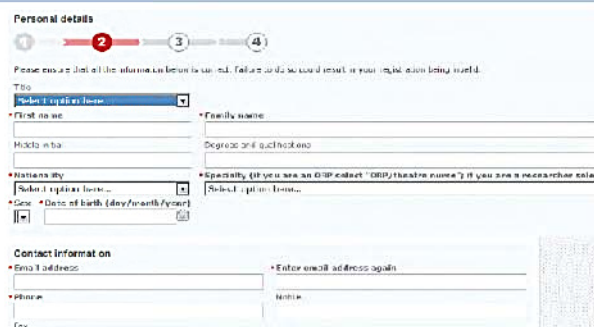 Personal details
1 2 3 4
Please ensure that all the information below is correct. Failure to do so could result in your registration being invalid.
Title
Select option here...
*First name *Family name
Middle initial Degrees and qualifications
*Nationality *Specialty (if you are an ORP select "ORP/theatre nurse"; if you are a researcher sele
Select option here... Select option here...
*Sex *Date of birth (day/month/year)
Contact information
*Email address *Enter email address again
*Phone Mobile
Fax